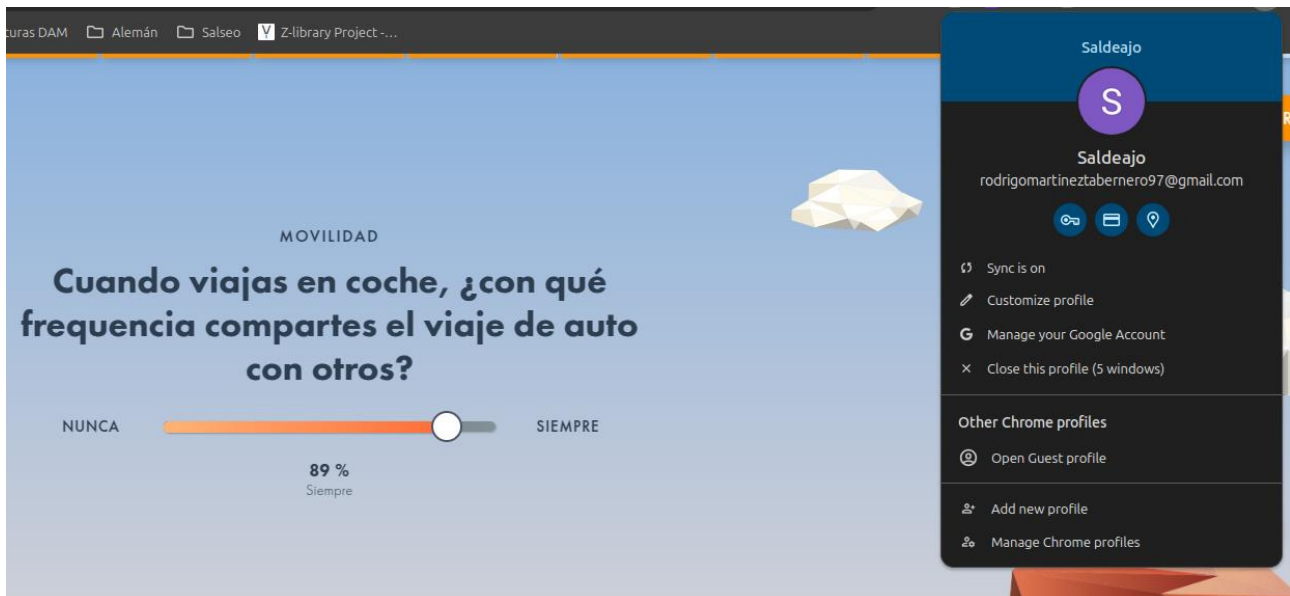 turas DAM
Alemán
Salseo
Z-library Project -...
MOVILIDAD
Cuando viajas en coche, ¿con qué
frequencia compartes el viaje de auto
con otros?
NUNCA
SIEMPRE
89 %
Siempre
Saldeajo
S
Saldeajo
rodrigomartineztabernero97@gmail.com
Sync is on
Customize profile
G Manage your Google Account
Close this profile (5 windows)
Other Chrome profiles
Open Guest profile
Add new profile
Manage Chrome profiles
R